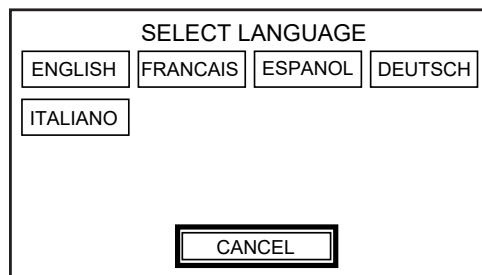 SELECT LANGUAGE
ENGLISH FRANCAIS ESPANOL DEUTSCH
ITALIANO
CANCEL